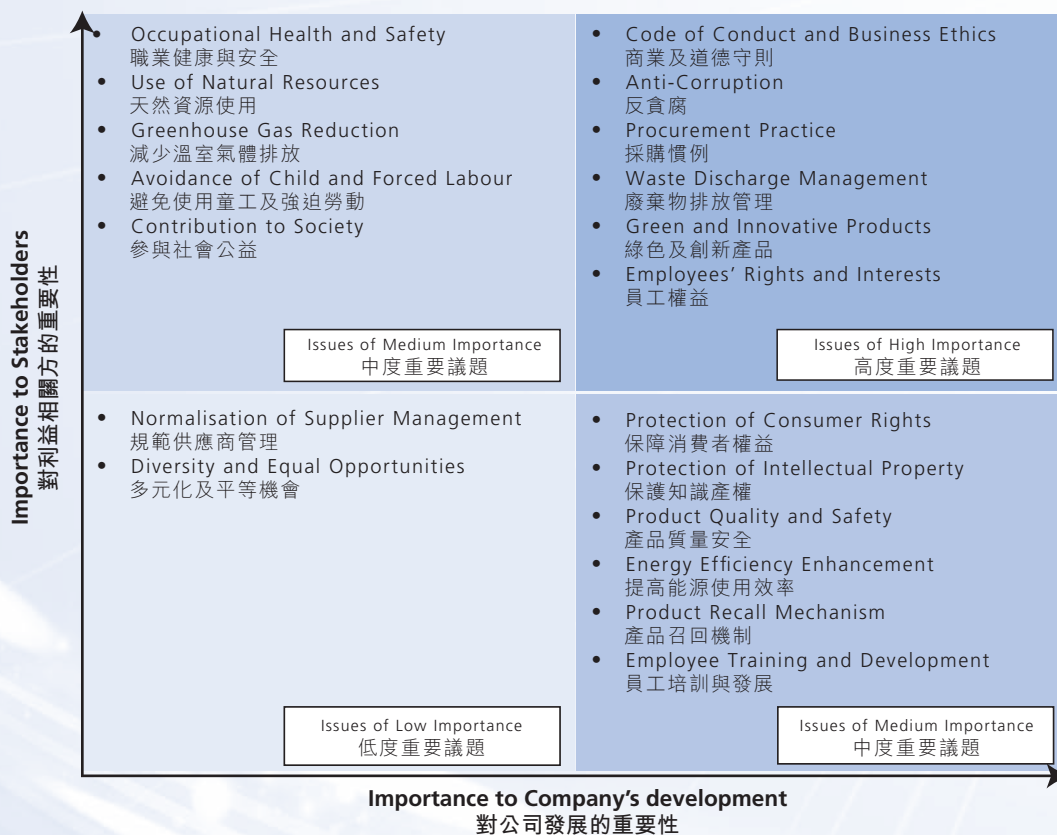 Importance to Stakeholders
對利益相關方的重要性
• Occupational Health and Safety
職業健康與安全
• Use of Natural Resources
天然資源使用
• Greenhouse Gas Reduction
減少溫室氣體排放
• Avoidance of Child and Forced Labour
避免使用童工及強迫勞動
• Contribution to Society
參與社會公益
Issues of Medium Importance
中度重要議題
• Code of Conduct and Business Ethics
商業及道德守則
• Anti-Corruption
反貪腐
• Procurement Practice
採購慣例
• Waste Discharge Management
廢棄物排放管理
• Green and Innovative Products
綠色及創新產品
• Employees’ Rights and Interests
員工權益
Issues of High Importance
高度重要議題
• Normalisation of Supplier Management
規範供應商管理
• Diversity and Equal Opportunities
多元化及平等機會
Issues of Low Importance
低度重要議題
• Protection of Consumer Rights
保障消費者權益
• Protection of Intellectual Property
保護知識產權
• Product Quality and Safety
產品質量安全
• Energy Efficiency Enhancement
提高能源使用效率
• Product Recall Mechanism
產品召回機制
• Employee Training and Development
員工培訓與發展
Issues of Medium Importance
中度重要議題
Importance to Company’s development
對公司發展的重要性